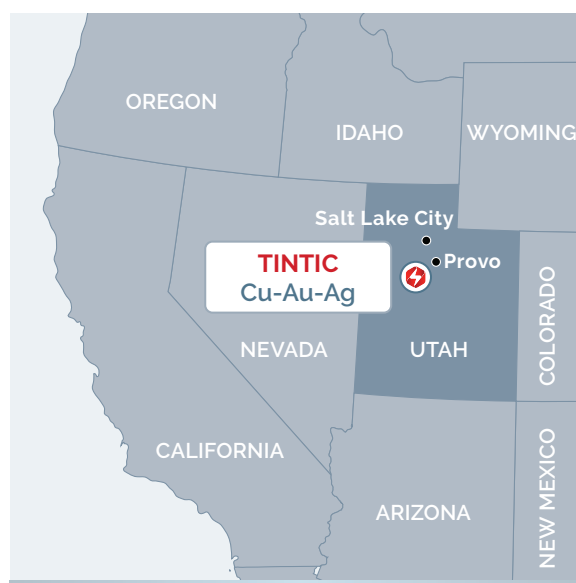 OREGON
IDAHO
WYOMING
Salt Lake City
TINTIC
Cu-Au-Ag
Provo
NEVADA
UTAH
COLORADO
CALIFORNIA
ARIZONA
NEW MEXICO